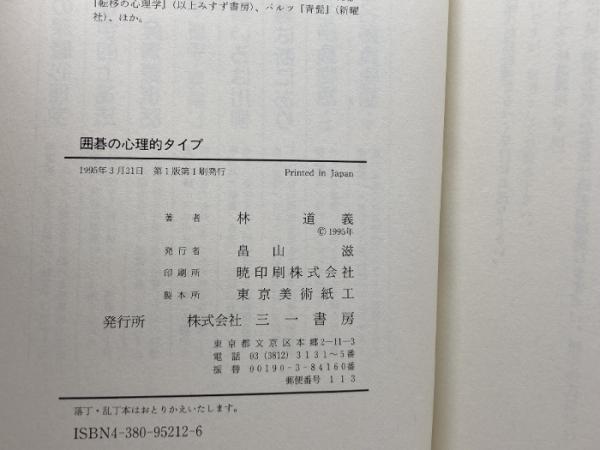 『転移の心理学』（以上みすず書房）、バルツ『青髭』（新曜
社）、ほか。
囲碁の心理的タイプ
1995年3月31日　第1版第1刷発行　Printed in Japan
著者　林道義
©1995年
発行者　畠山滋
印刷所　暁印刷株式会社
製本所　東京美術紙工
発行所　株式会社三一書房
東京都文京区本郷2―11―3
電話　03（3812）3131～5番
振替　00190-3-84160番
郵便番号　113
落丁・乱丁本はおとりかえいたします。
ISBN4-380-95212-6